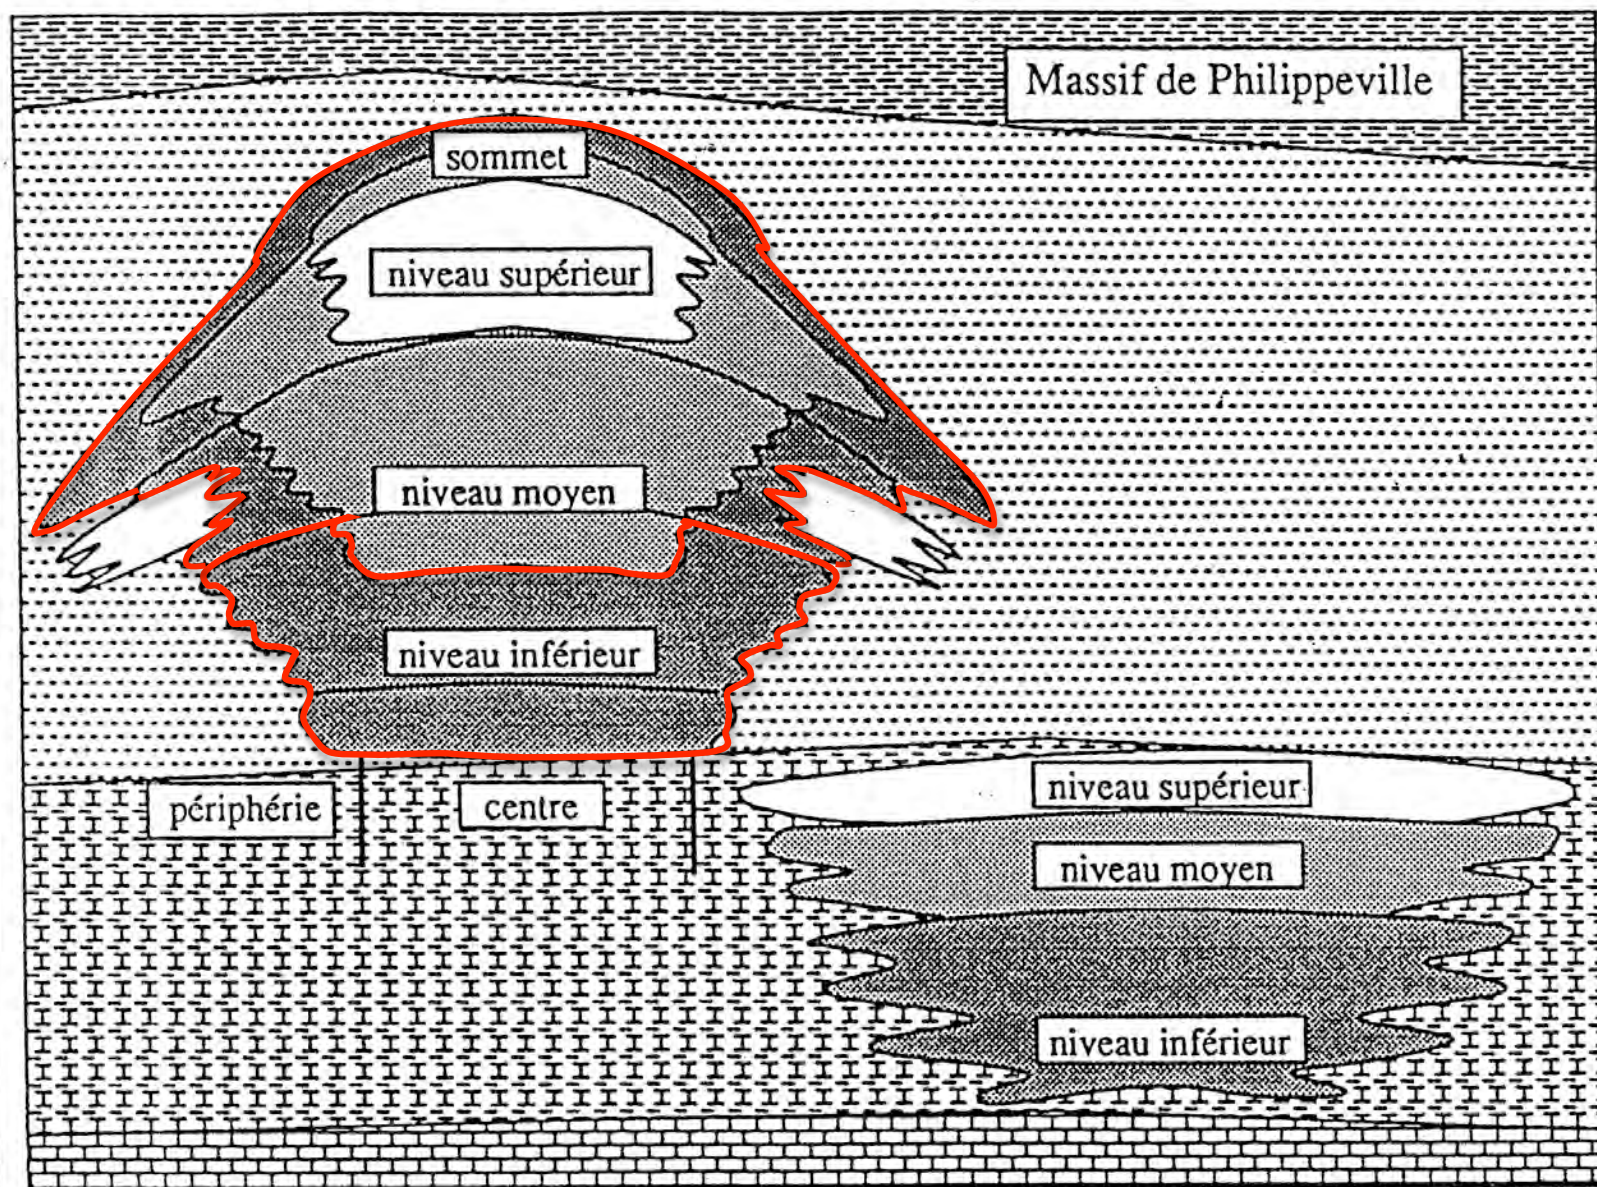 Massif de Philippeville
sommet
niveau supérieur
niveau moyen
niveau inférieur
périphérie
centre
niveau supérieur
niveau moyen
niveau inférieur